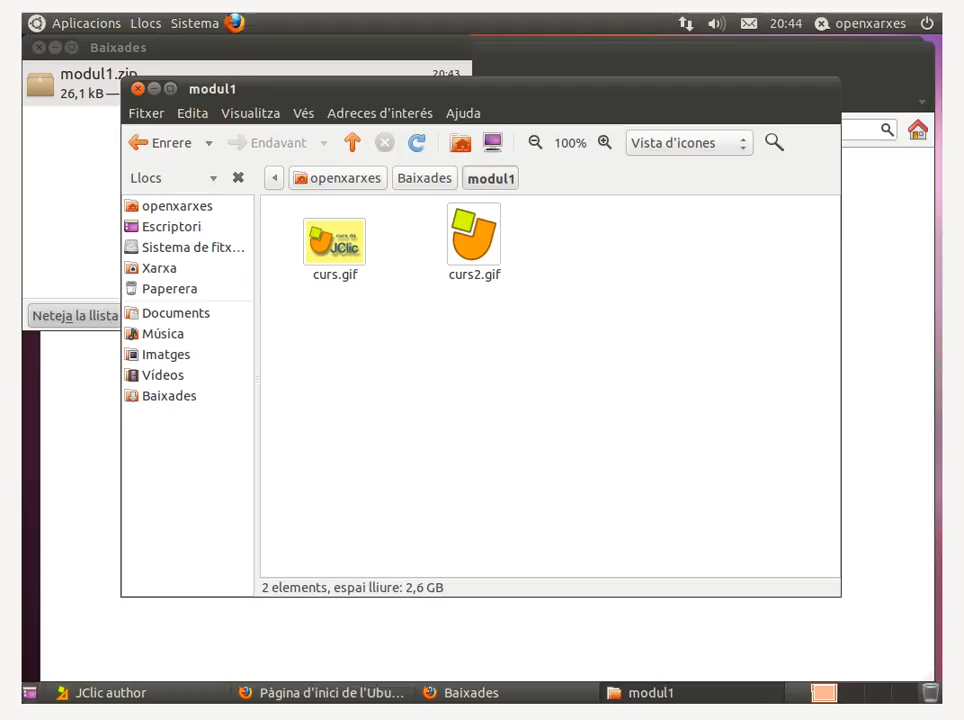 Aplicacions Llocs Sistema 20:44 openxarxes
Baixades
modul1.zip 20:43
26,1 kB —
modul1
Fitxer Edita Visualitza Vés Adreces d'interés Ajuda
Enrere Endavant 100% Vista d'icones
Llocs openxarxes Baixades modul1
openxarxes
Escriptori
Sistema de fitx...
Xarxa
Paperera
Documents
Música
Imatges
Vídeos
Baixades
curs de
JClic
curs.gif curs2.gif
Neteja la llista
2 elements, espai lliure: 2,6 GB
JClic author Pàgina d'inici de l'Ubu... Baixades modul1